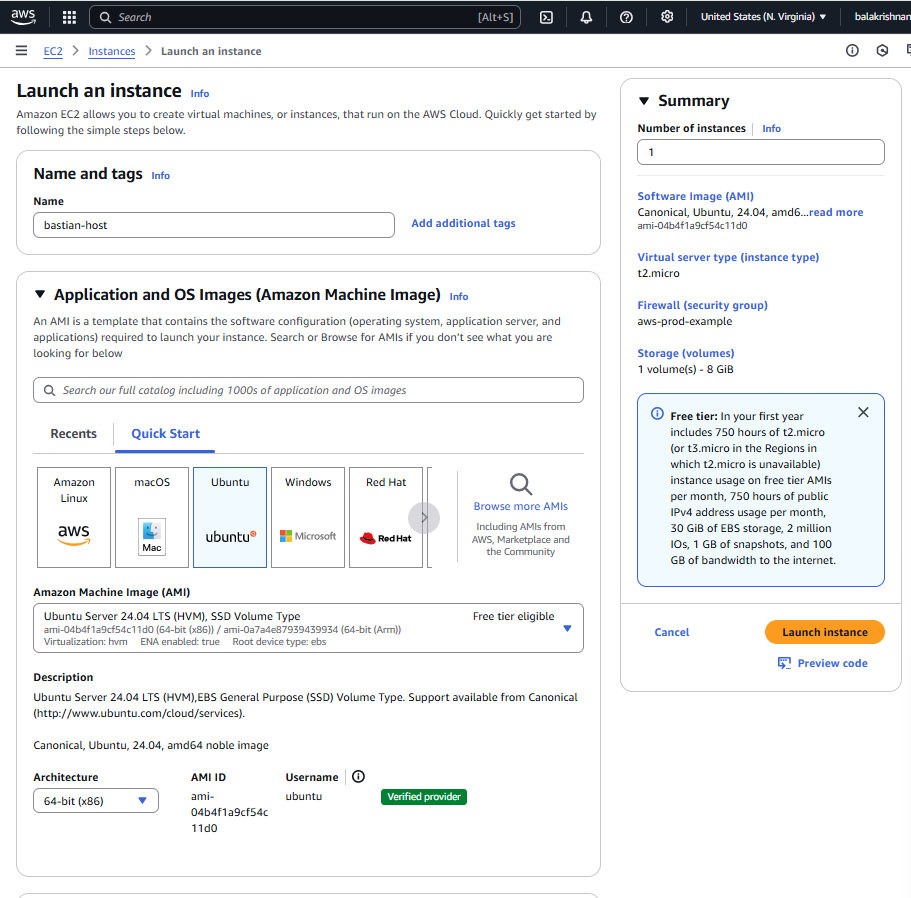 aws
Search [Alt+S]
United States (N. Virginia)
balakrishnan
EC2 > Instances > Launch an instance
Launch an instance Info
Amazon EC2 allows you to create virtual machines, or instances, that run on the AWS Cloud. Quickly get started by
following the simple steps below.
Name and tags Info
Name
bastian-host
Add additional tags
Application and OS Images (Amazon Machine Image) Info
An AMI is a template that contains the software configuration (operating system, application server, and
applications) required to launch your instance. Search or Browse for AMIs if you don't see what you are
looking for below
Search our full catalog including 1000s of application and OS images
Recents
Quick Start
Amazon
Linux
aws
macOS
Mac
Ubuntu
ubuntu
Windows
Microsoft
Red Hat
Red Hat
Browse more AMIs
Including AMIs from
AWS, Marketplace and
the Community
Amazon Machine Image (AMI)
Ubuntu Server 24.04 LTS (HVM), SSD Volume Type Free tier eligible
ami-04b4f1a9cf54c11d0 (64-bit (x86)) / ami-0a7a4e87939439934 (64-bit (Arm))
Virtualization: hvm ENA enabled: true Root device type: ebs
Description
Ubuntu Server 24.04 LTS (HVM),EBS General Purpose (SSD) Volume Type. Support available from Canonical
(http://www.ubuntu.com/cloud/services).
Canonical, Ubuntu, 24.04, amd64 noble image
Architecture
64-bit (x86)
AMI ID
ami-
04b4f1a9cf54c
11d0
Username
ubuntu
Verified provider
Summary
Number of instances Info
1
Software Image (AMI)
Canonical, Ubuntu, 24.04, amd6...read more
ami-04b4f1a9cf54c11d0
Virtual server type (instance type)
t2.micro
Firewall (security group)
aws-prod-example
Storage (volumes)
1 volume(s) - 8 GiB
Free tier: In your first year
includes 750 hours of t2.micro
(or t3.micro in the Regions in
which t2.micro is unavailable)
instance usage on free tier AMIs
per month, 750 hours of public
IPv4 address usage per month,
30 GiB of EBS storage, 2 million
IOs, 1 GB of snapshots, and 100
GB of bandwidth to the internet.
Cancel
Launch instance
Preview code